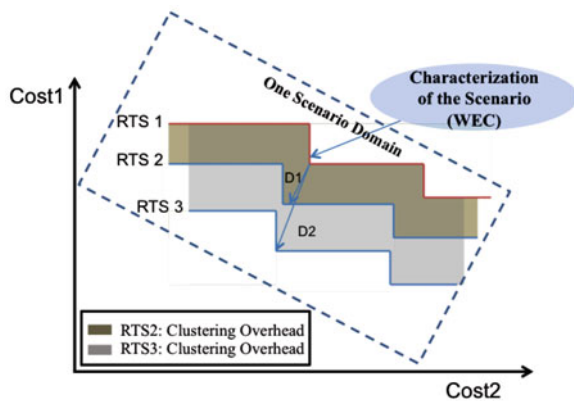 Characterization
of the Scenario
(WEC)
Cost1
One Scenario Domain
RTS 1
RTS 2
RTS 3
D1
D2
RTS2: Clustering Overhead
RTS3: Clustering Overhead
Cost2